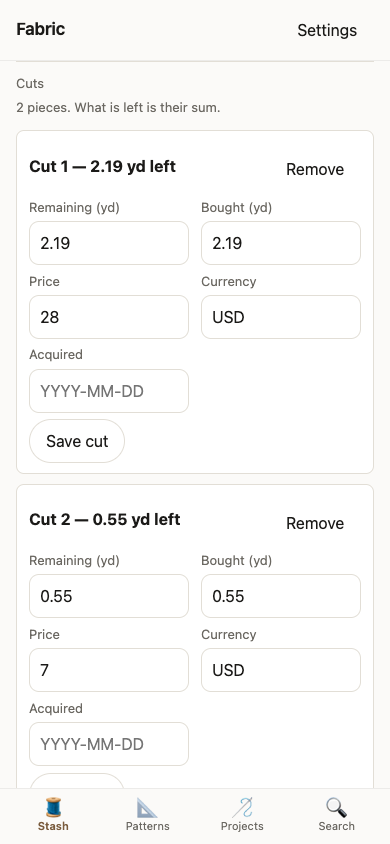 Fabric
Settings
Cuts
2 pieces. What is left is their sum.
Cut 1 — 2.19 yd left
Remove
Remaining (yd)
Bought (yd)
2.19
2.19
Price
Currency
28
USD
Acquired
YYYY-MM-DD
Save cut
Cut 2 — 0.55 yd left
Remove
Remaining (yd)
Bought (yd)
0.55
0.55
Price
Currency
7
USD
Acquired
YYYY-MM-DD
Stash
Patterns
Projects
Search